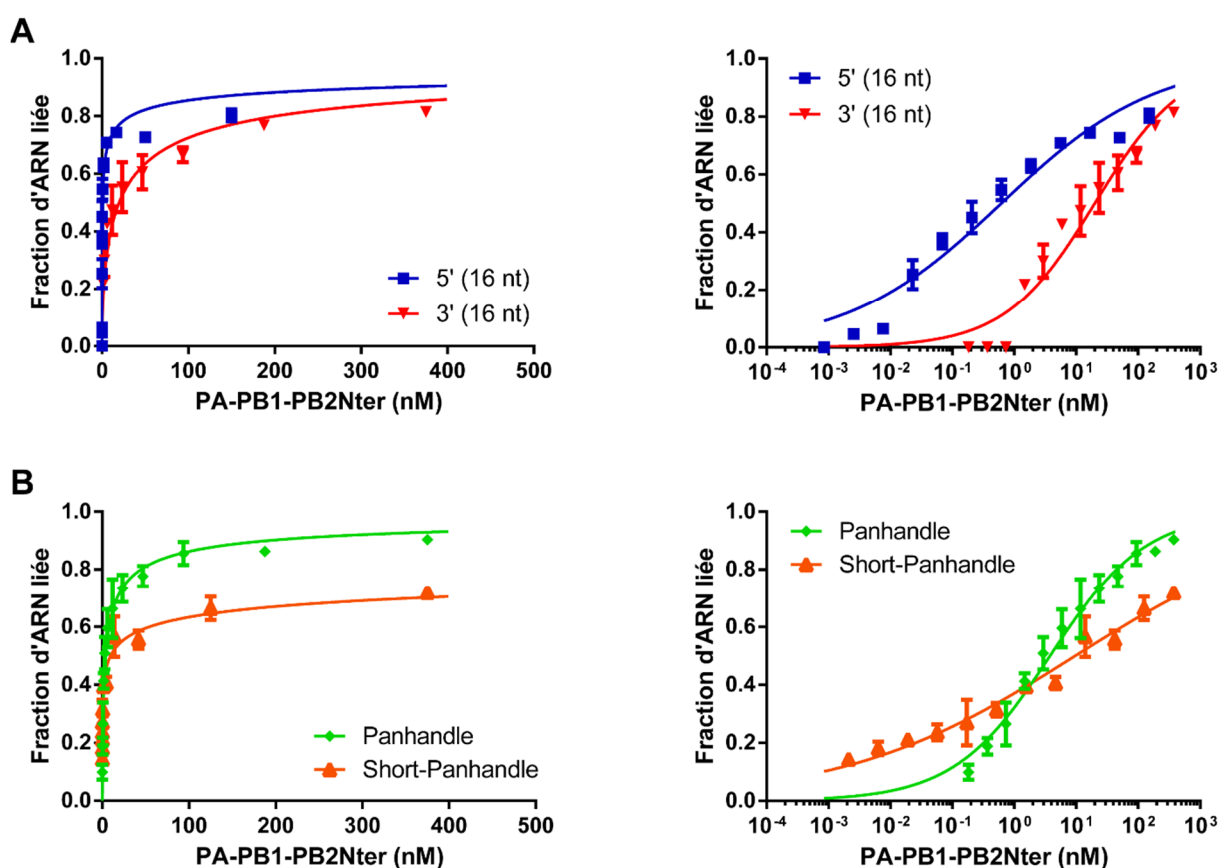 A
Fraction d'ARN liée
1.0
0.8
0.6
0.4
0.2
0.0
5' (16 nt)
3' (16 nt)
0 100 200 300 400 500
PA-PB1-PB2Nter (nM)
Fraction d'ARN liée
1.0
0.8
0.6
0.4
0.2
0.0
5' (16 nt)
3' (16 nt)
10⁻⁴ 10⁻³ 10⁻² 10⁻¹ 10⁰ 10¹ 10² 10³
PA-PB1-PB2Nter (nM)
B
Fraction d'ARN liée
1.0
0.8
0.6
0.4
0.2
0.0
Panhandle
Short-Panhandle
0 100 200 300 400 500
PA-PB1-PB2Nter (nM)
Fraction d'ARN liée
1.0
0.8
0.6
0.4
0.2
0.0
Panhandle
Short-Panhandle
10⁻⁴ 10⁻³ 10⁻² 10⁻¹ 10⁰ 10¹ 10² 10³
PA-PB1-PB2Nter (nM)